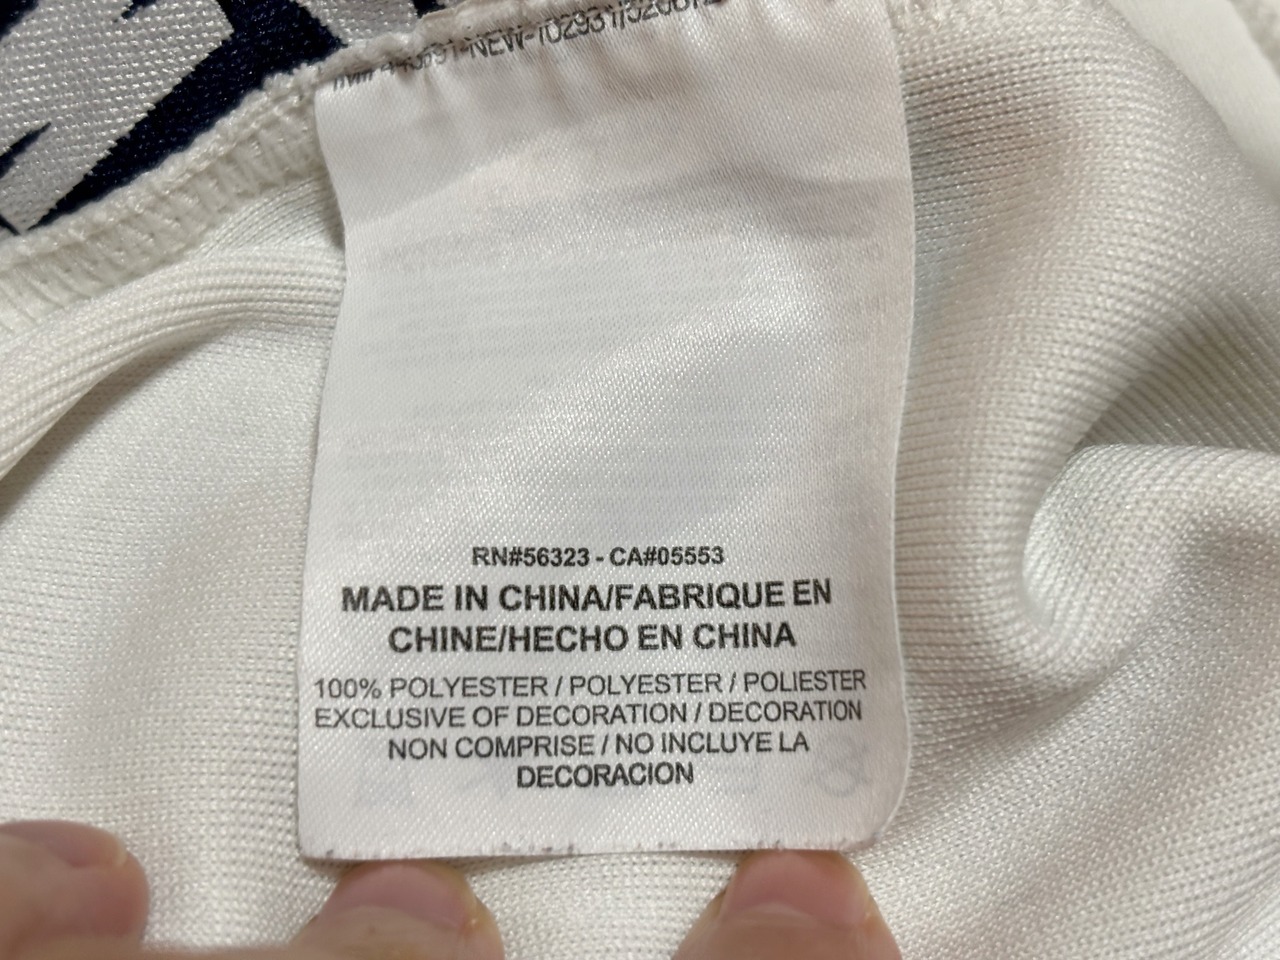 RN#56323 - CA#05553
MADE IN CHINA/FABRIQUE EN
CHINE/HECHO EN CHINA
100% POLYESTER / POLYESTER / POLIESTER
EXCLUSIVE OF DECORATION / DECORATION
NON COMPRISE / NO INCLUYE LA
DECORACION